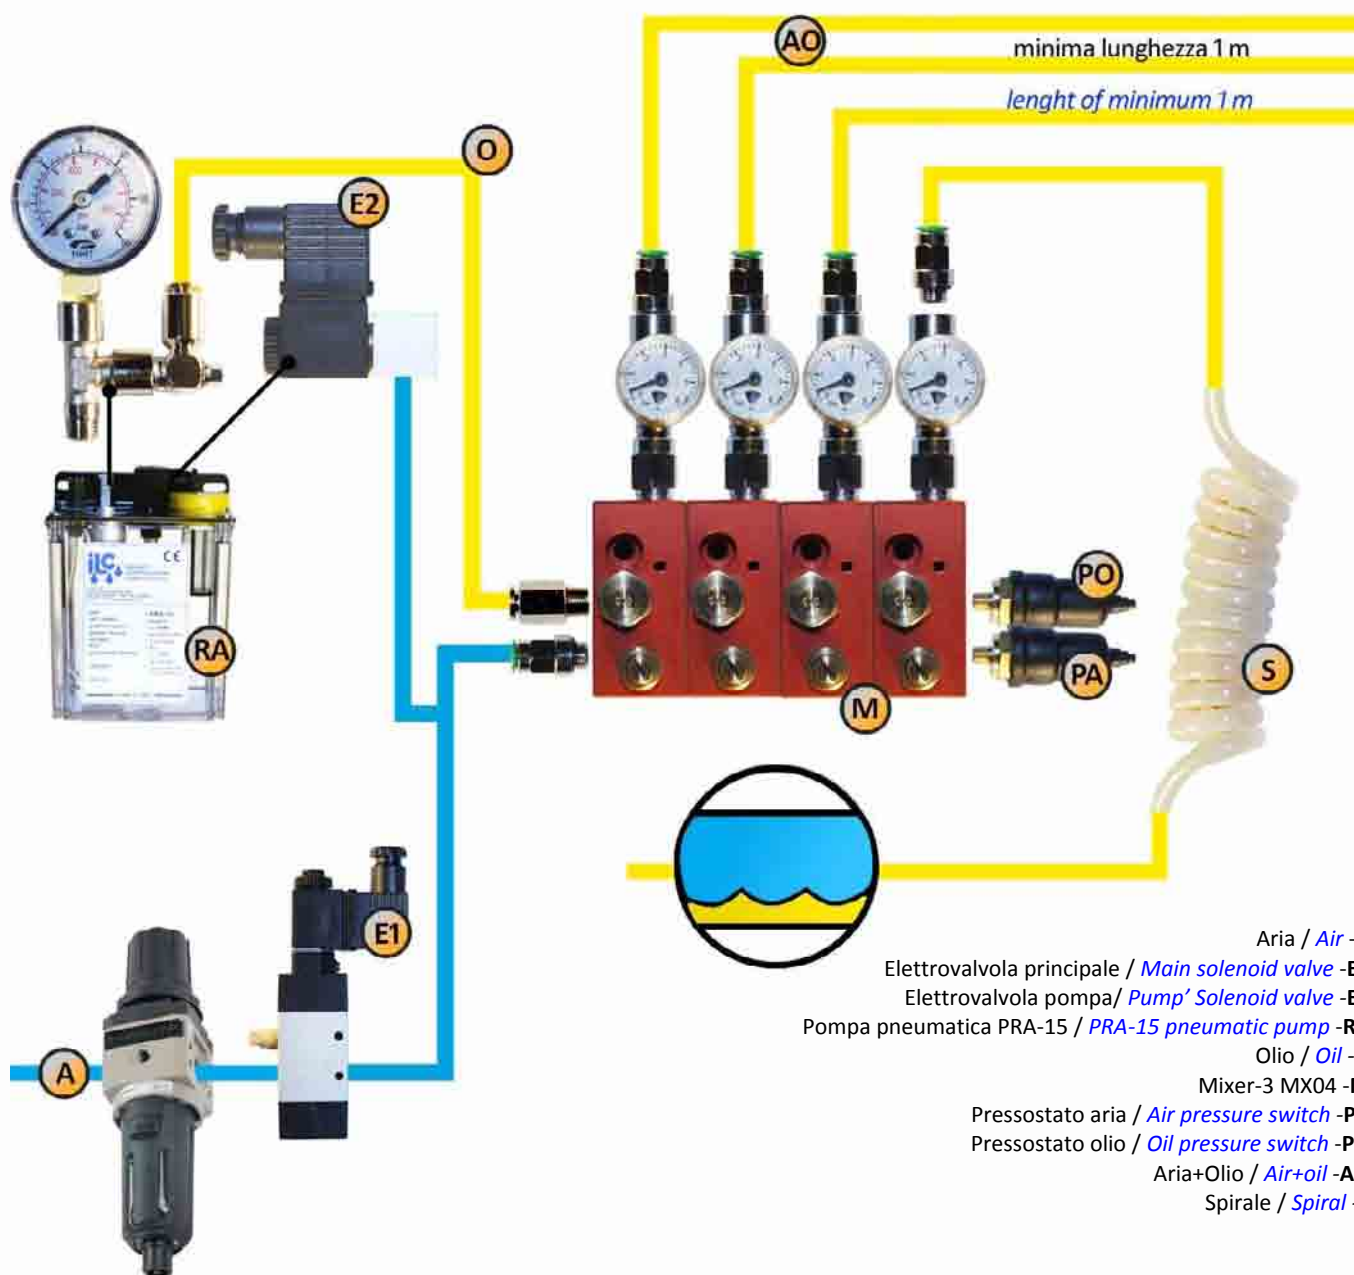 AO
minima lunghezza 1 m
lenght of minimum 1 m
O
E2
iLC
CE
RA
PO
PA
S
M
E1
A
Aria / Air -
Elettrovalvola principale / Main solenoid valve -E
Elettrovalvola pompa/ Pump' Solenoid valve -E
Pompa pneumatica PRA-15 / PRA-15 pneumatic pump -R
Olio / Oil -
Mixer-3 MX04 -
Pressostato aria / Air pressure switch -P
Pressostato olio / Oil pressure switch -P
Aria+Olio / Air+oil -A
Spirale / Spiral -